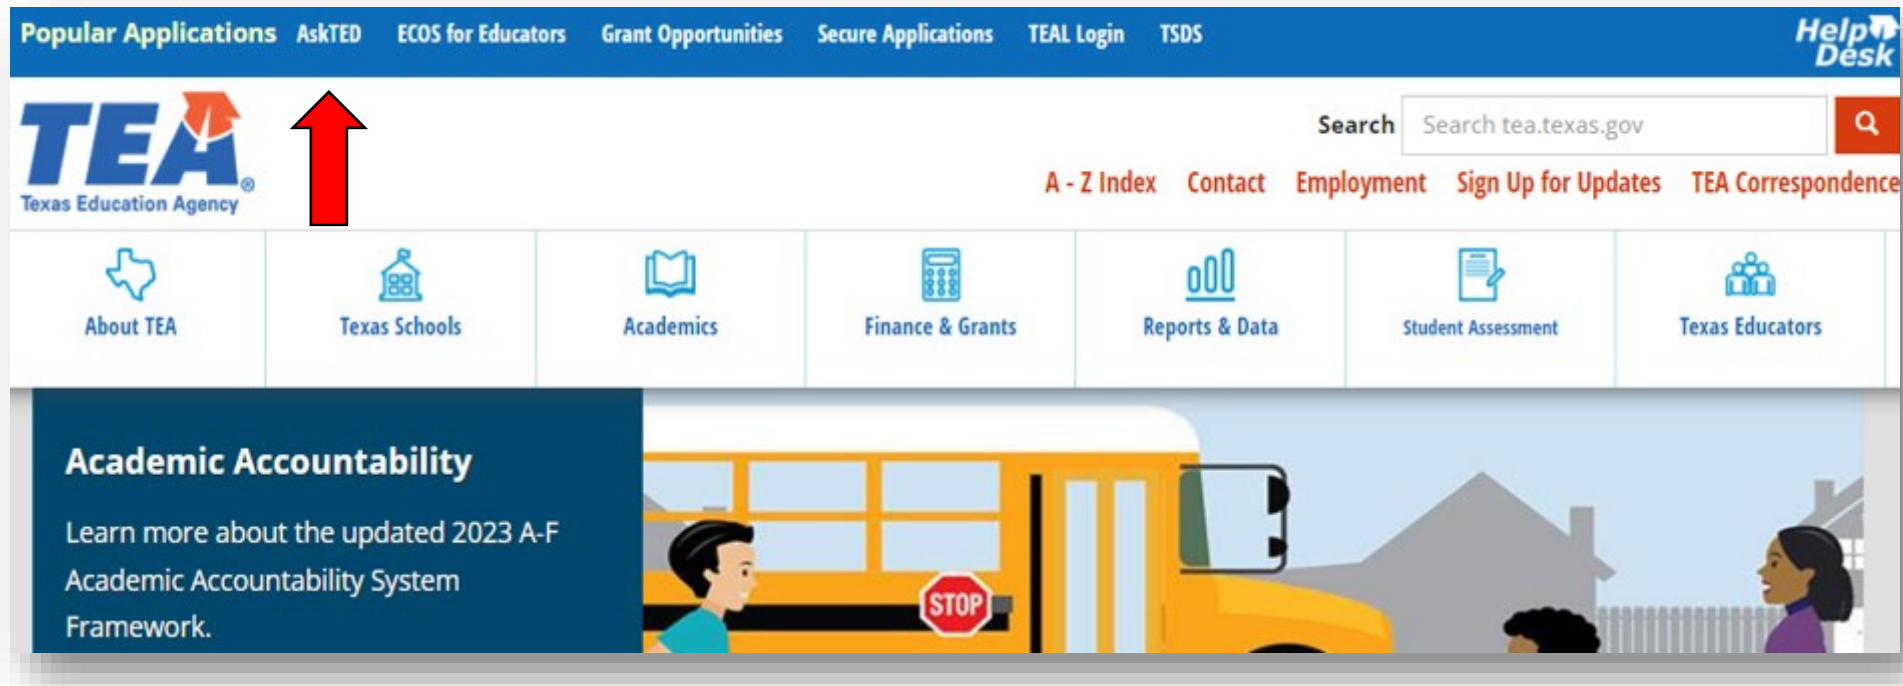 Popular Applications AskTED ECOS for Educators Grant Opportunities Secure Applications TEAL Login TSDS
Help
Desk
TEA
®
Texas Education Agency
Search Search tea.texas.gov
A - Z Index Contact Employment Sign Up for Updates TEA Correspondence
About TEA Texas Schools Academics Finance & Grants Reports & Data Student Assessment Texas Educators
Academic Accountability
Learn more about the updated 2023 A-F
Academic Accountability System
Framework.
STOP